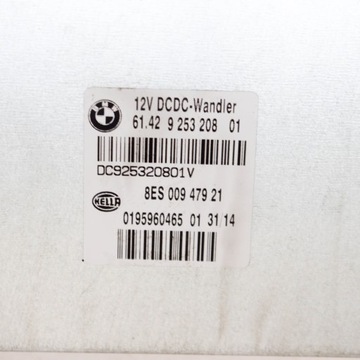 BMW
12V DCDC-Wandler
61.42 9 253 208 01
DC925320801V
HELLA
8ES 009 479 21
0195960465 01 31/14